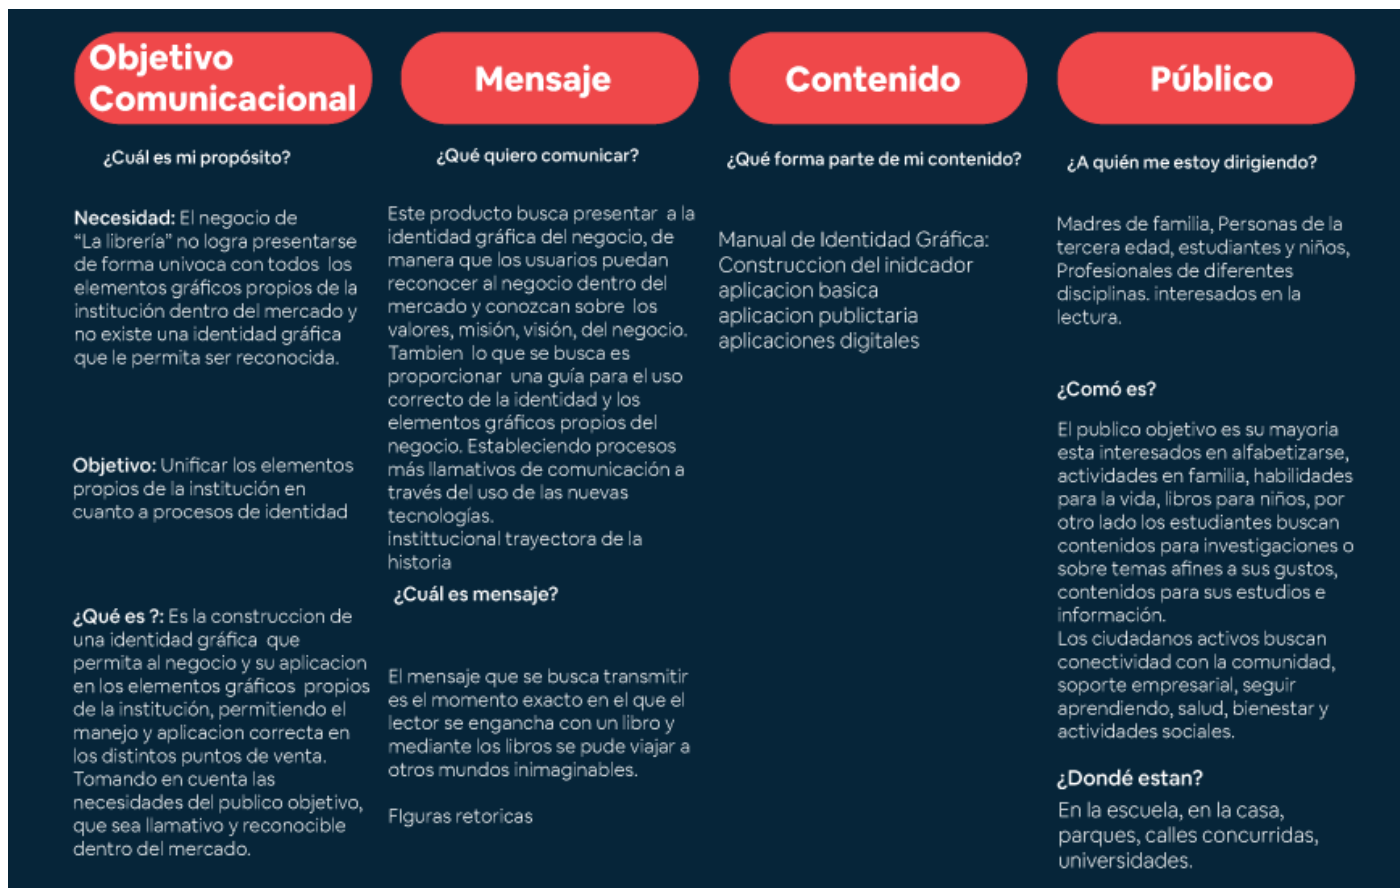 Objetivo
Comunicacional
¿Cuál es mi propósito?
Necesidad: El negocio de
“La librería” no logra presentarse
de forma univoca con todos los
elementos gráficos propios de la
institución dentro del mercado y
no existe una identidad gráfica
que le permita ser reconocida.
Objetivo: Unificar los elementos
propios de la institución en
cuanto a procesos de identidad
¿Qué es ?: Es la construccion de
una identidad gráfica que
permita al negocio y su aplicacion
en los elementos gráficos propios
de la institución, permitiendo el
manejo y aplicacion correcta en
los distintos puntos de venta.
Tomando en cuenta las
necesidades del publico objetivo,
que sea llamativo y reconocible
dentro del mercado.
Mensaje
¿Qué quiero comunicar?
Este producto busca presentar a la
identidad gráfica del negocio, de
manera que los usuarios puedan
reconocer al negocio dentro del
mercado y conozcan sobre los
valores, misión, visión, del negocio.
Tambien lo que se busca es
proporcionar una guía para el uso
correcto de la identidad y los
elementos gráficos propios del
negocio. Estableciendo procesos
más llamativos de comunicación a
través del uso de las nuevas
tecnologías.
instittucional trayectora de la
historia
¿Cuál es mensaje?
El mensaje que se busca transmitir
es el momento exacto en el que el
lector se engancha con un libro y
mediante los libros se pude viajar a
otros mundos inimaginables.
FIguras retoricas
Contenido
¿Qué forma parte de mi contenido?
Manual de Identidad Gráfica:
Construccion del inidcador
aplicacion basica
aplicacion publictaria
aplicaciones digitales
Público
¿A quién me estoy dirigiendo?
Madres de familia, Personas de la
tercera edad, estudiantes y niños,
Profesionales de diferentes
disciplinas. interesados en la
lectura.
¿Comó es?
El publico objetivo es su mayoria
esta interesados en alfabetizarse,
actividades en familia, habilidades
para la vida, libros para niños, por
otro lado los estudiantes buscan
contenidos para investigaciones o
sobre temas afines a sus gustos,
contenidos para sus estudios e
información.
Los ciudadanos activos buscan
conectividad con la comunidad,
soporte empresarial, seguir
aprendiendo, salud, bienestar y
actividades sociales.
¿Dondé estan?
En la escuela, en la casa,
parques, calles concurridas,
universidades.